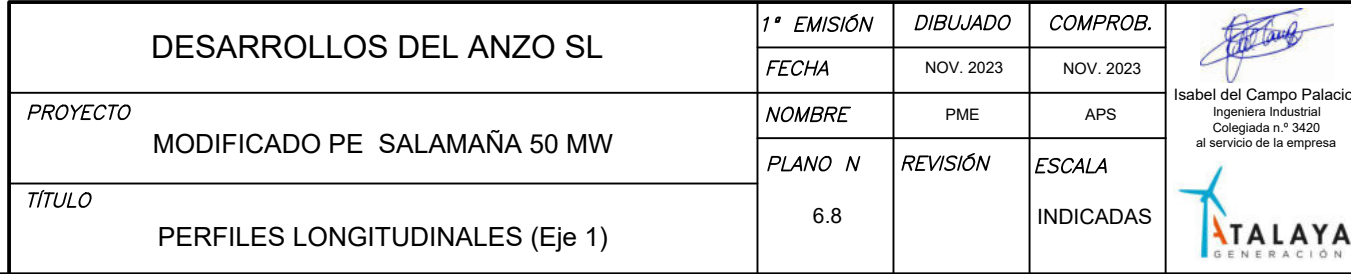 DESARROLLOS DEL ANZO SL
1ª EMISIÓN DIBUJADO COMPROB.
FECHA NOV. 2023 NOV. 2023
NOMBRE PME APS
PROYECTO
MODIFICADO PE SALAMAÑA 50 MW
PLANO N REVISIÓN ESCALA
6.8 INDICADAS
TÍTULO
PERFILES LONGITUDINALES (Eje 1)
Isabel del Campo Palacio
Ingeniera Industrial
Colegiada n.º 3420
al servicio de la empresa
ATALAYA
GENERACIÓN